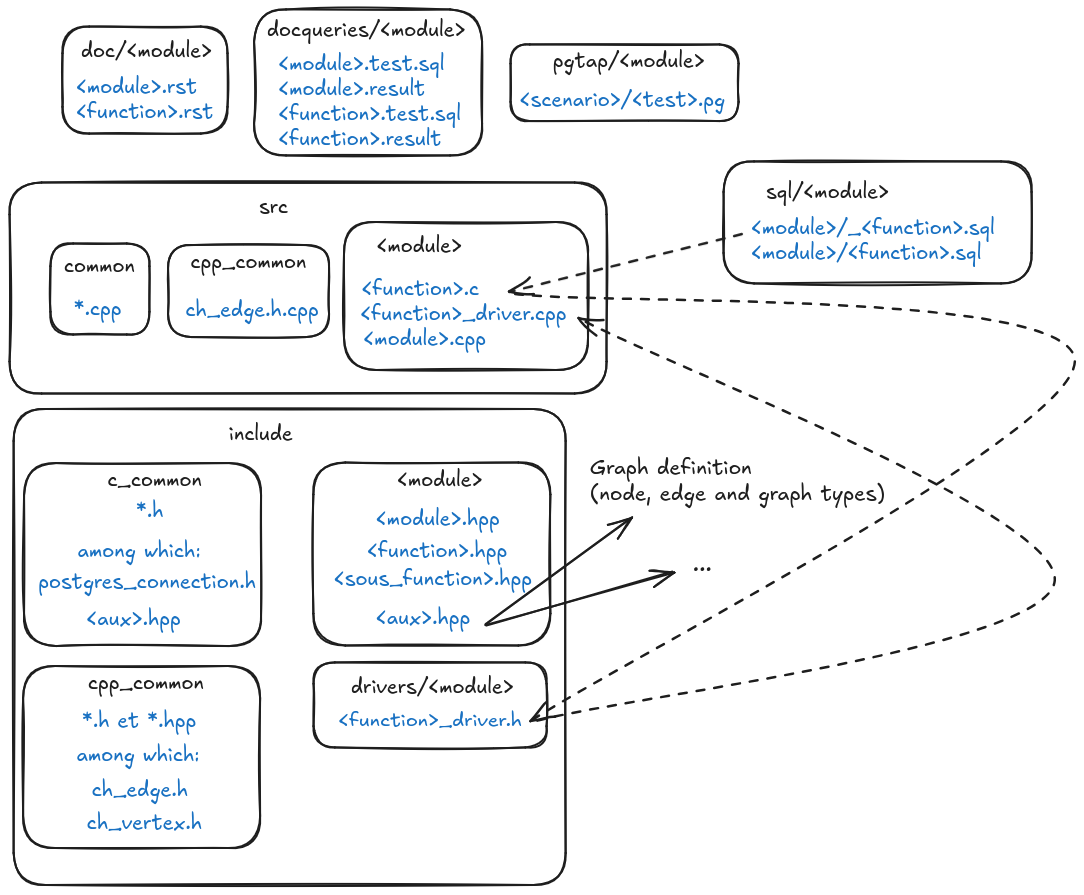 doc/<module>
<module>.rst
<function>.rst
docqueries/<module>
<module>.test.sql
<module>.result
<function>.test.sql
<function>.result
pgtap/<module>
<scenario>/<test>.pg
sql/<module>
<module>/_<function>.sql
<module>/<function>.sql
src
common
*.cpp
cpp_common
ch_edge.h.cpp
<module>
<function>.c
<function>_driver.cpp
<module>.cpp
include
c_common
*.h
among which:
postgres_connection.h
<aux>.hpp
<module>
<module>.hpp
<function>.hpp
<sous_function>.hpp
<aux>.hpp
Graph definition
(node, edge and graph types)
...
cpp_common
*.h et *.hpp
among which:
ch_edge.h
ch_vertex.h
drivers/<module>
<function>_driver.h